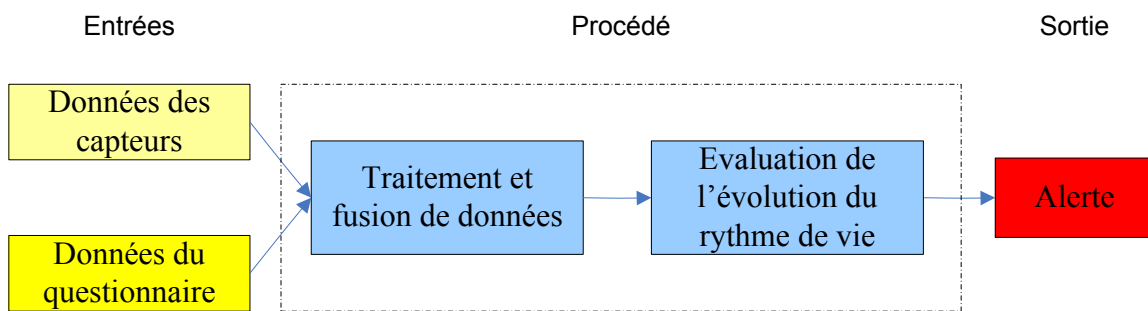 Entrées
Procédé
Sortie
Données des
capteurs
Données du
questionnaire
Traitement et
fusion de données
Evaluation de
l’évolution du
rythme de vie
Alerte